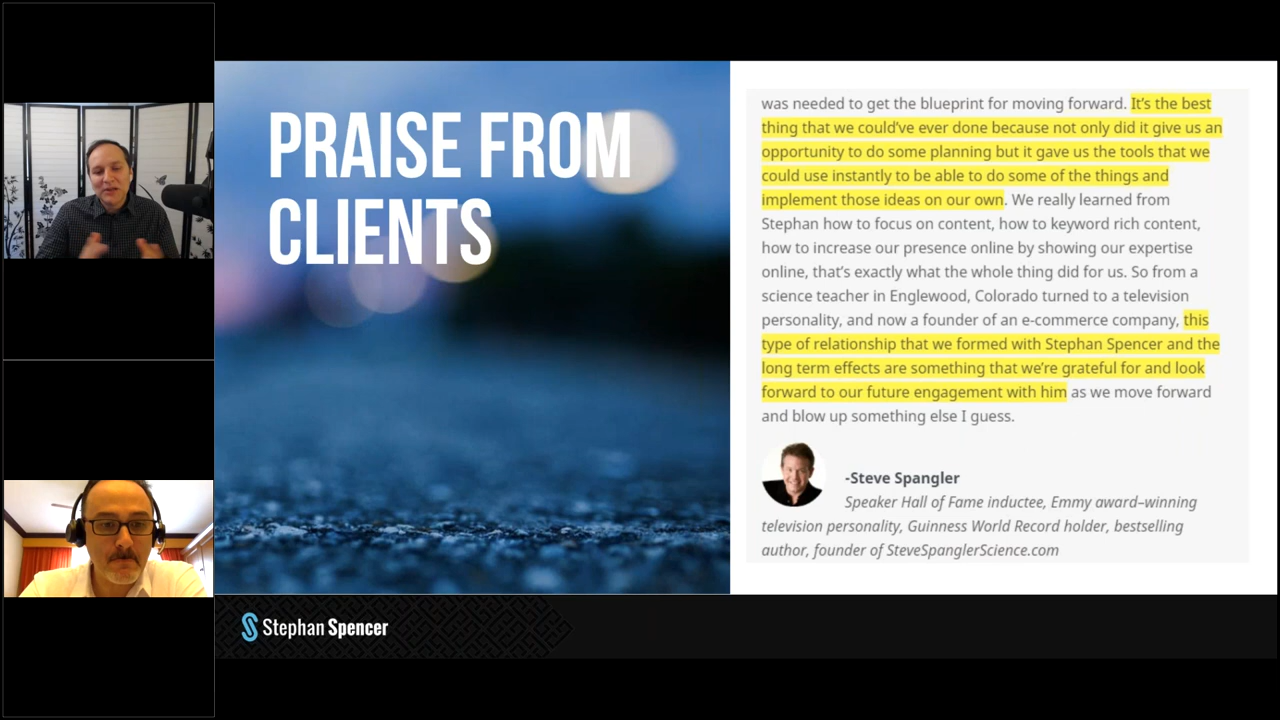 PRAISE FROM
CLIENTS
was needed to get the blueprint for moving forward. It's the best
thing that we could've ever done because not only did it give us an
opportunity to do some planning but it gave us the tools that we
could use instantly to be able to do some of the things and
implement those ideas on our own. We really learned from
Stephan how to focus on content, how to keyword rich content,
how to increase our presence online by showing our expertise
online, that's exactly what the whole thing did for us. So from a
science teacher in Englewood, Colorado turned to a television
personality, and now a founder of an e-commerce company, this
type of relationship that we formed with Stephan Spencer and the
long term effects are something that we're grateful for and look
forward to our future engagement with him as we move forward
and blow up something else I guess.
-Steve Spangler
Speaker Hall of Fame inductee, Emmy award–winning
television personality, Guinness World Record holder, bestselling
author, founder of SteveSpanglerScience.com
Stephan Spencer